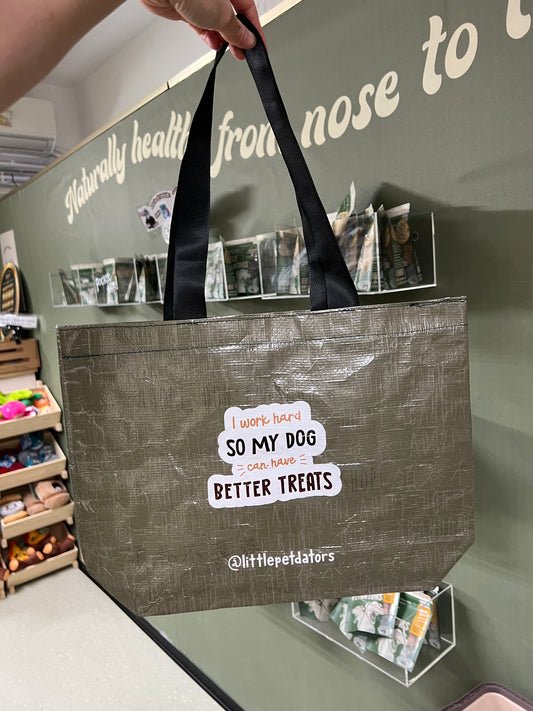 Naturally healthy from nose to
I work hard
SO MY DOG
can have
BETTER TREATS
@littlepetdators